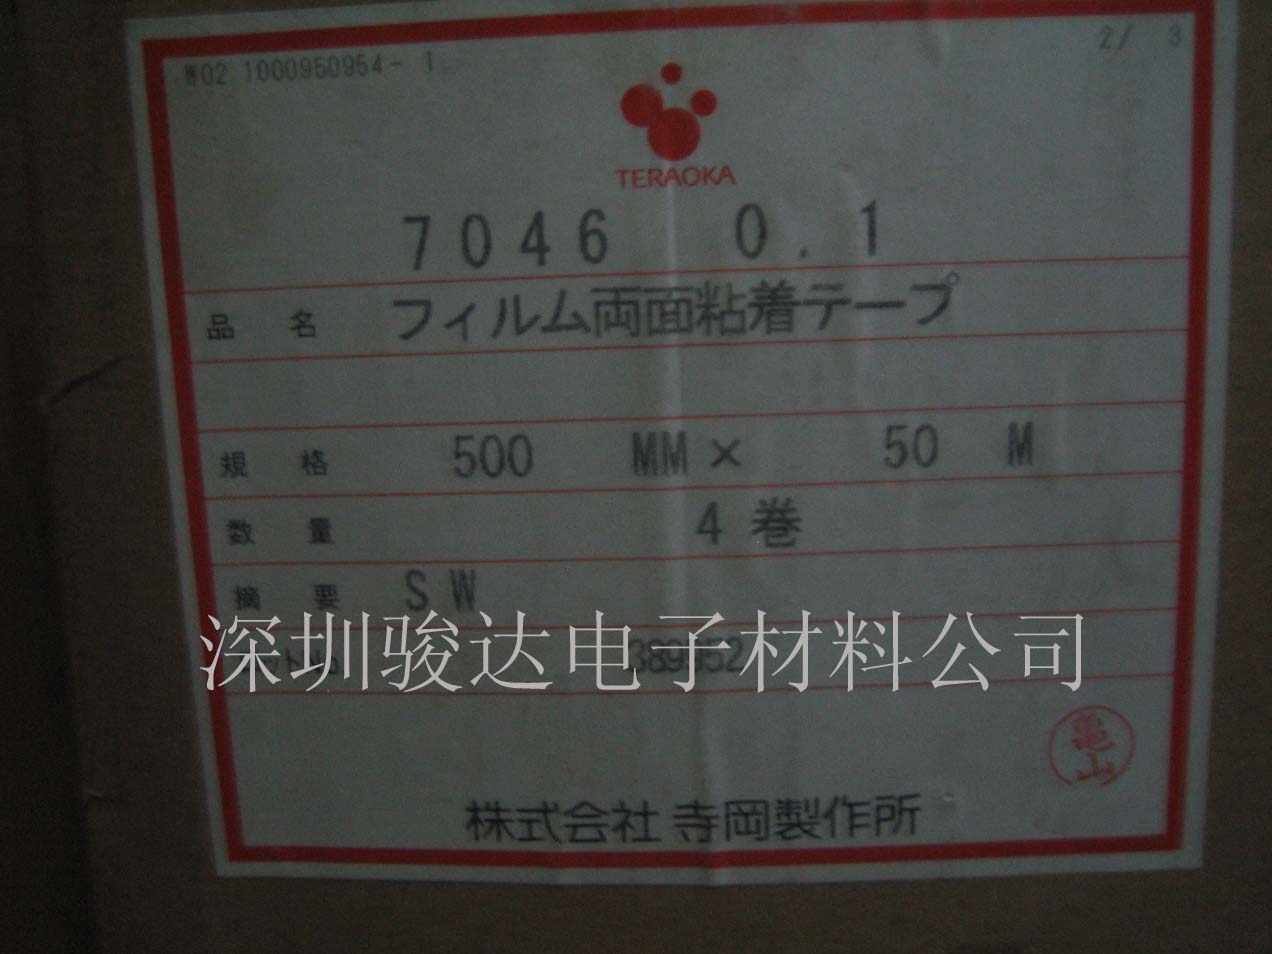 W02 1000950954- 1
2/ 3
TERAOKA
7046 0.1
品 名 フィルム両面粘着テープ
規 格 500 MM × 50 M
数 量 4 巻
摘 要 SW
深圳骏达电子材料公司
亀山
株式会社 寺岡製作所